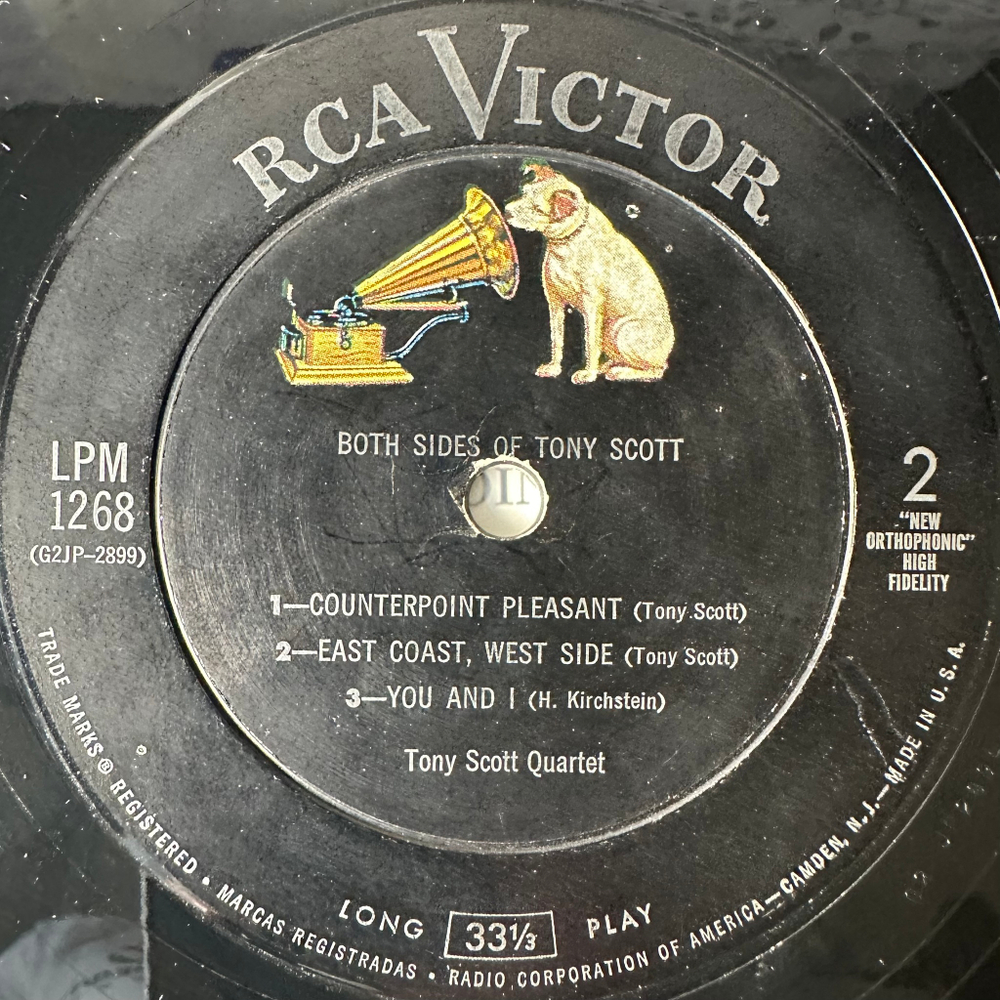 RCA VICTOR
BOTH SIDES OF TONY SCOTT
LPM
1268
(G2JP–2899)
2
“NEW
ORTHOPHONIC”
HIGH
FIDELITY
1—COUNTERPOINT PLEASANT (Tony Scott)
2—EAST COAST, WEST SIDE (Tony Scott)
3—YOU AND I (H. Kirchstein)
Tony Scott Quartet
LONG 33⅓ PLAY
TRADE MARKS ® REGISTERED • MARCAS REGISTRADAS • RADIO CORPORATION OF AMERICA—CAMDEN, N. J.—MADE IN U. S. A.